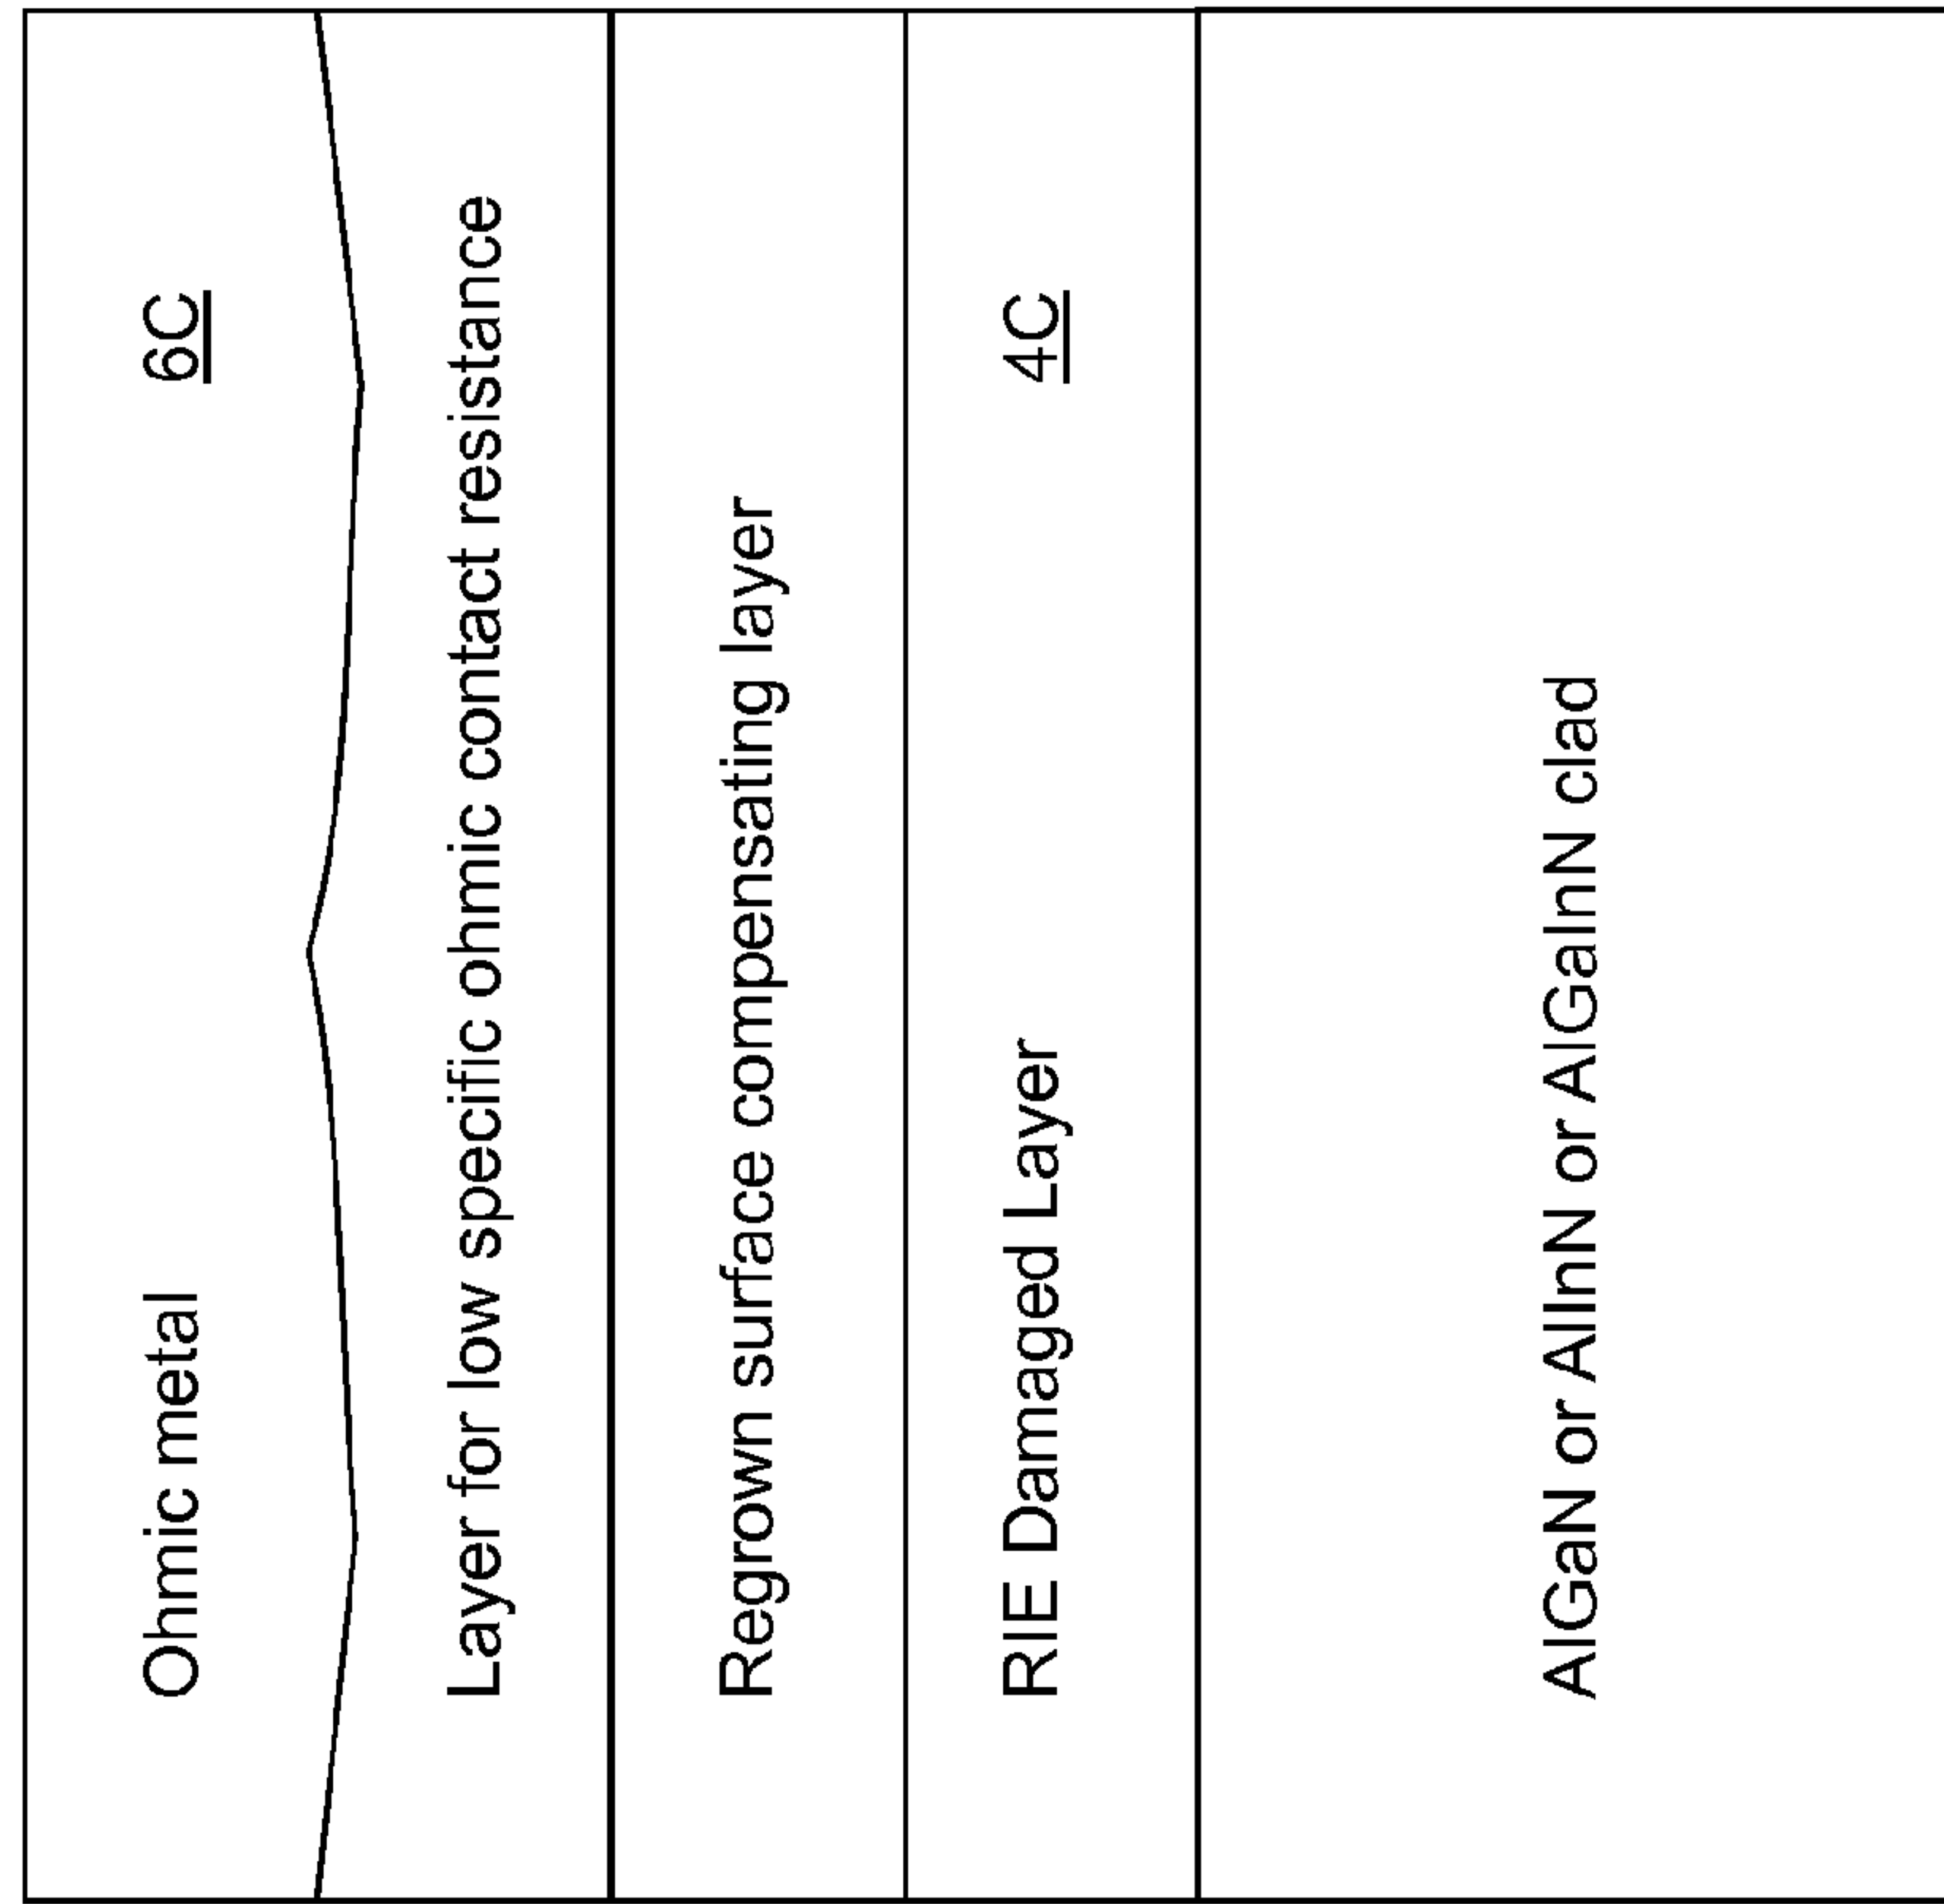 Ohmic metal 6C
Layer for low specific ohmic contact resistance
Regrown surface compensating layer
RIE Damaged Layer 4C
AlGaN or AlInN or AlGaInN clad